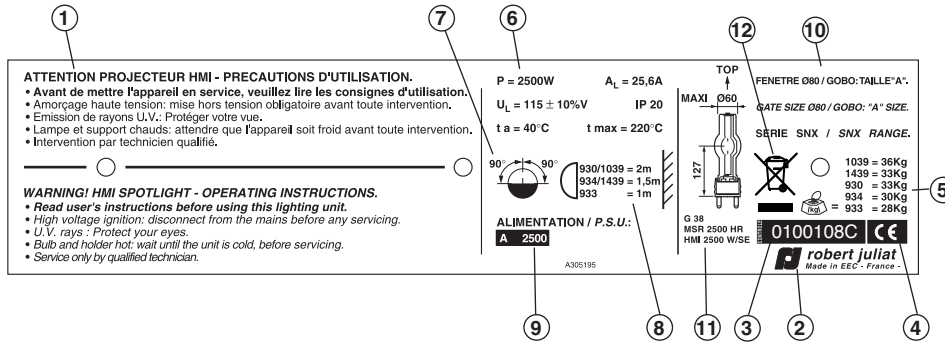 1
6
7
12
10
ATTENTION PROJECTEUR HMI - PRECAUTIONS D'UTILISATION.
• Avant de mettre l'appareil en service, veuillez lire les consignes d'utilisation.
• Amorçage haute tension: mise hors tension obligatoire avant toute intervention.
• Emission de rayons U.V.: Protéger votre vue.
• Lampe et support chauds: attendre que l'appareil soit froid avant toute intervention.
• Intervention par technicien qualifié.
WARNING! HMI SPOTLIGHT - OPERATING INSTRUCTIONS.
• Read user's instructions before using this lighting unit.
• High voltage ignition: disconnect from the mains before any servicing.
• U.V. rays : Protect your eyes.
• Bulb and holder hot: wait until the unit is cold, before servicing.
• Service only by qualified technician.
P = 2500W AL = 25,6A
UL = 115 ± 10%V IP 20
t a = 40°C t max = 220°C
90° 90°
930/1039 = 2m
934/1439 = 1,5m
933 = 1m
ALIMENTATION / P.S.U.:
A 2500
A305195
TOP
MAXI Ø60
127
G 38
MSR 2500 HR
HMI 2500 W/SE
FENETRE Ø80 / GOBO: TAILLE "A".
GATE SIZE Ø80 / GOBO: "A" SIZE.
SERIE SNX / SNX RANGE.
1039 = 36Kg
1439 = 33Kg
930 = 33Kg
934 = 30Kg
933 = 28Kg
(kg) =
0100108C CE
robert juliat
Made in EEC - France -
5
9
8
11
3
2
4